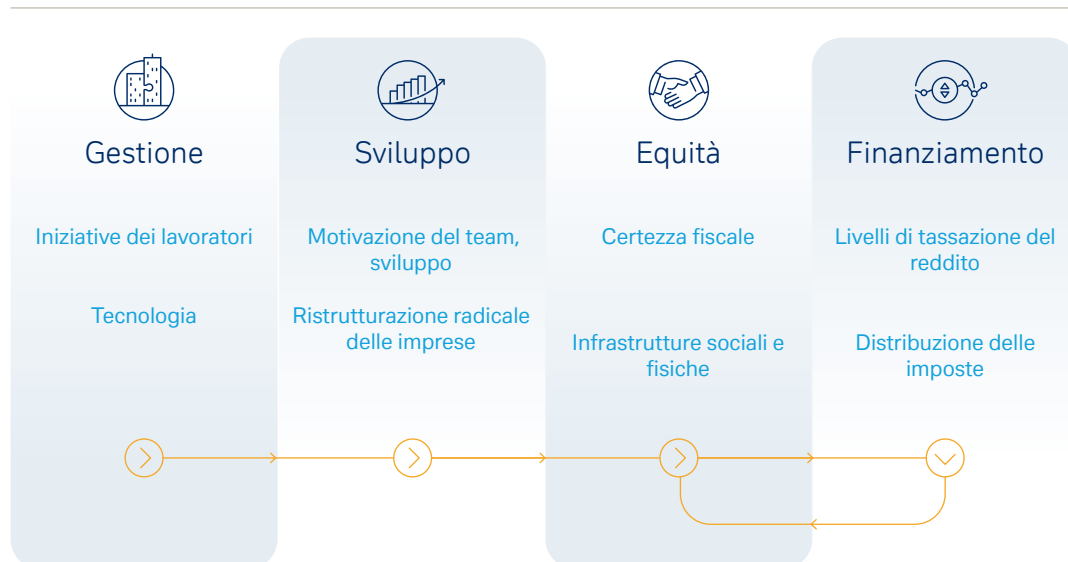 Gestione
Iniziative dei lavoratori
Tecnologia
Sviluppo
Motivazione del team,
sviluppo
Ristrutturazione radicale
delle imprese
Equità
Certezza fiscale
Infrastrutture sociali e
fisiche
Finanziamento
Livelli di tassazione del
reddito
Distribuzione delle
imposte